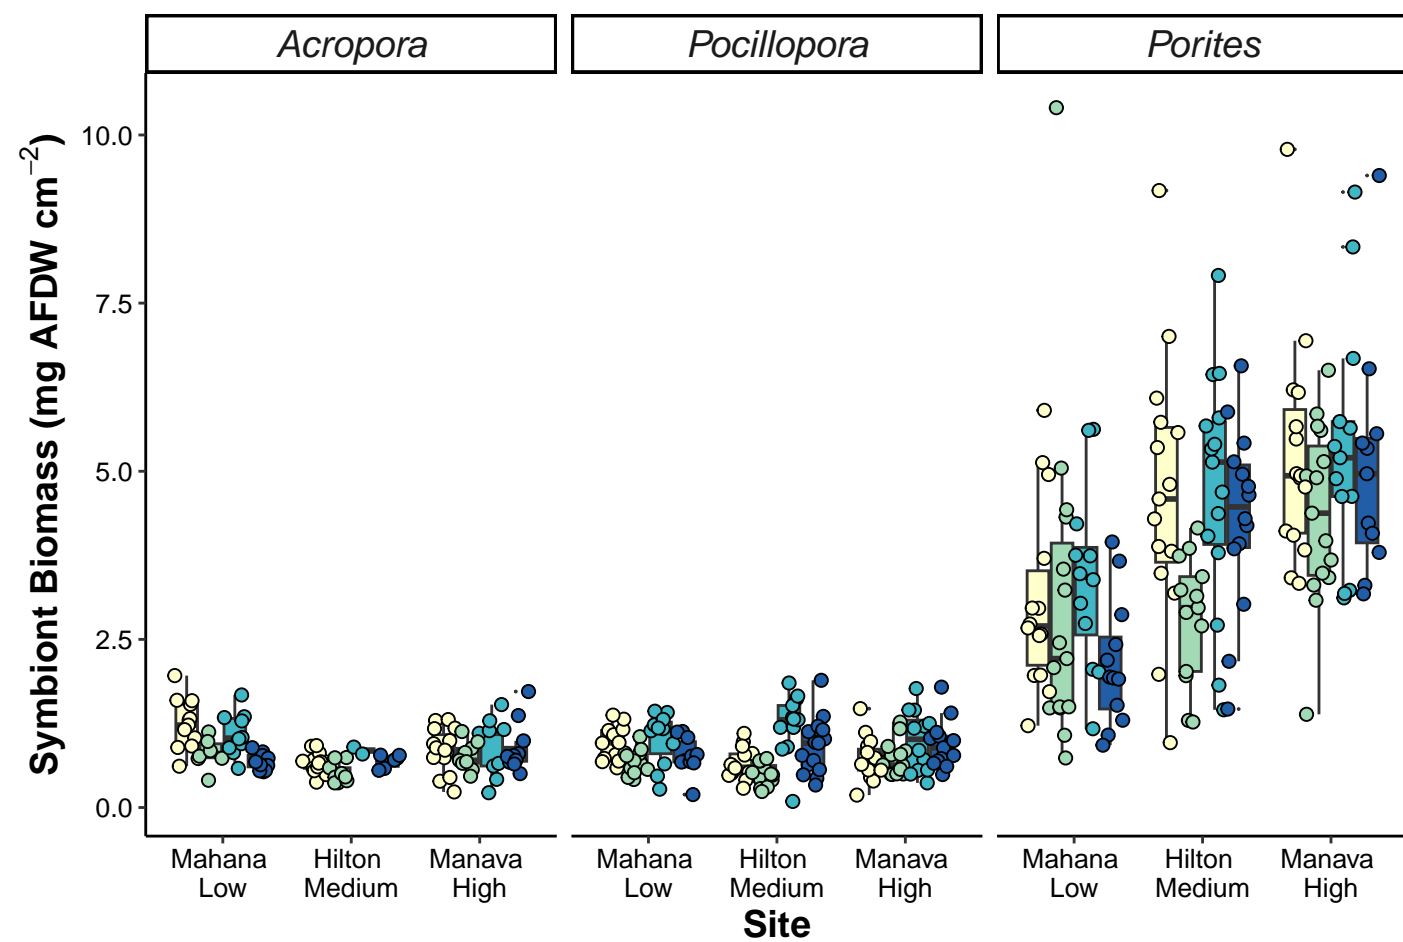 Acropora Pocillopora Porites
Symbiont Biomass (mg AFDW cm⁻²)
10.0
7.5
5.0
2.5
0.0
Mahana Hilton Manava Mahana Hilton Manava Mahana Hilton Manava
Low Medium High Low Medium High Low Medium High
Site